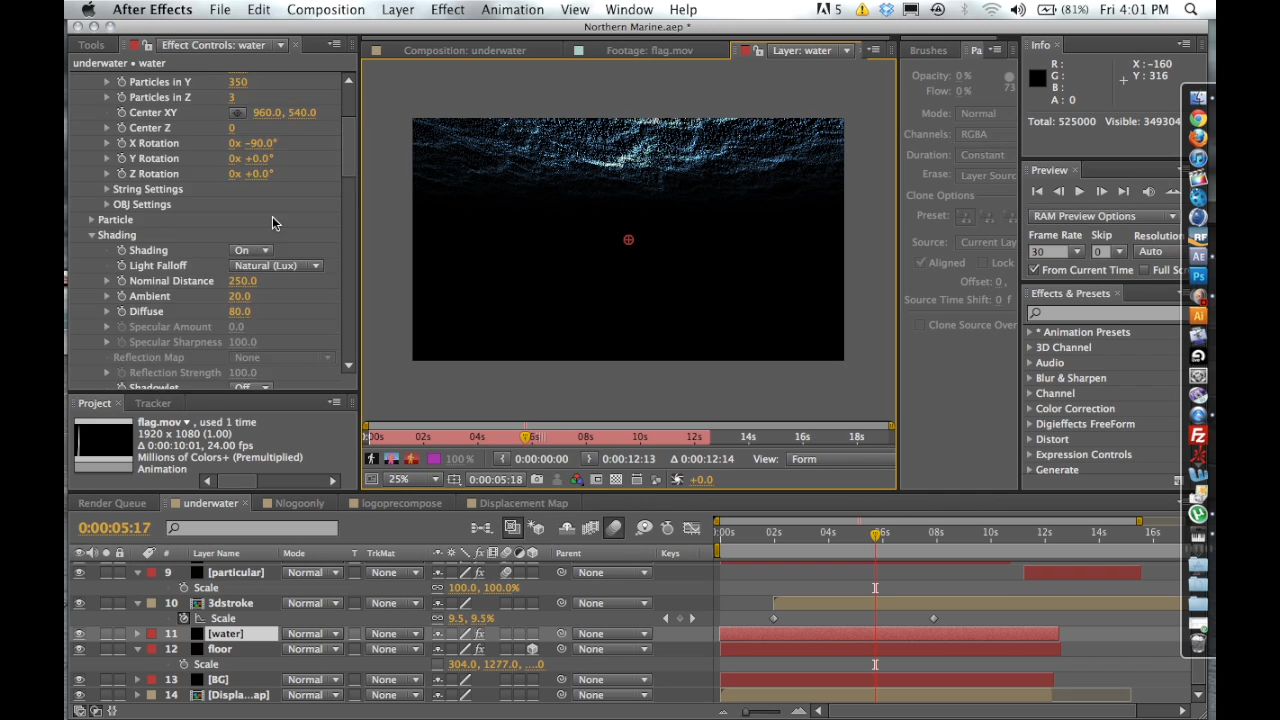 After Effects File Edit Composition Layer Effect Animation View Window Help 5 (81%) Fri 4:01 PM
Northern Marine.aep *
Tools Effect Controls: water
underwater • water
Particles in Y 350
Particles in Z 3
Center XY 960.0, 540.0
Center Z 0
X Rotation 0x -90.0°
Y Rotation 0x +0.0°
Z Rotation 0x +0.0°
String Settings
OBJ Settings
Particle
Shading
Shading On
Light Falloff Natural (Lux)
Nominal Distance 250.0
Ambient 20.0
Diffuse 80.0
Specular Amount 0.0
Specular Sharpness 100.0
Reflection Map None
Reflection Strength 100.0
Shadowlet Off
Composition: underwater Footage: flag.mov Layer: water
:00s 02s 04s 6s 08s 10s 12s 14s 16s 18s
100 % 0:00:00:00 0:00:12:13 Δ 0:00:12:14 View: Form
25% 0:00:05:18 +0.0
Brushes Pa
Opacity: 0 %
Flow: 0 % 73
Mode: Normal
Channels: RGBA
Duration: Constant
Erase: Layer Sourc
Clone Options
Preset:
Source: Current Lay
Aligned Lock
Offset: 0,
Source Time Shift: 0 f
Clone Source Over
Info
R: X: -160
G: Y: 316
B:
A: 0
Total: 525000 Visible: 349304
Preview
RAM Preview Options
Frame Rate Skip Resolution
30 0 Auto
From Current Time Full Sc
Effects & Presets
* Animation Presets
3D Channel
Audio
Blur & Sharpen
Channel
Color Correction
Digieffects FreeForm
Distort
Expression Controls
Generate
Project Tracker
flag.mov , used 1 time
1920 x 1080 (1.00)
Δ 0:00:10:01, 24.00 fps
Millions of Colors+ (Premultiplied)
Animation
Render Queue underwater Nlogoonly logoprecompose Displacement Map
0:00:05:17
# Layer Name Mode T TrkMat Parent Keys
:00s 02s 04s 6s 08s 10s 12s 14s 16s
9 [particular] Normal None None
Scale 100.0, 100.0%
10 3dstroke Normal None None
Scale 9.5, 9.5%
11 [water] Normal None None
12 floor Normal None None
Scale 304.0, 1277.0, ....0
13 [BG] Normal None None
14 [Displa...ap] Normal None None